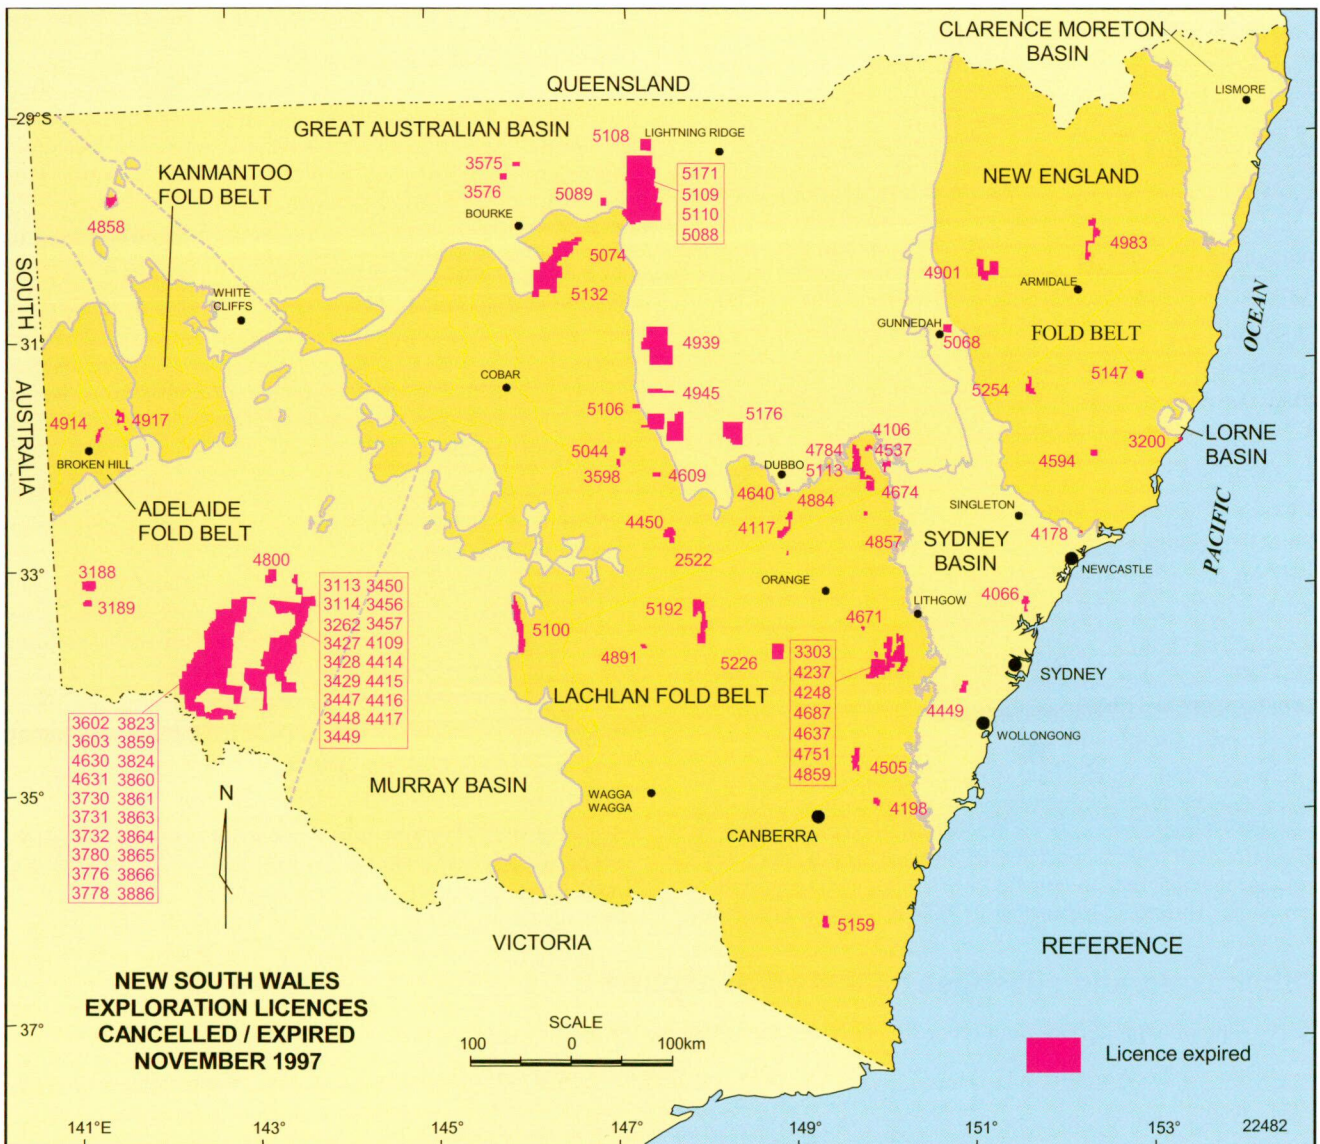 CLARENCE MORETON
BASIN
LISMORE
QUEENSLAND
29°S
GREAT AUSTRALIAN BASIN
5108
LIGHTNING RIDGE
3575
3576
5089
5171
5109
5110
5088
KANMANTOO
FOLD BELT
4858
BOURKE
NEW ENGLAND
4983
4901
ARMIDALE
5074
5132
SOUTH
AUSTRALIA
WHITE
CLIFFS
GUNNEDAH
5068
FOLD BELT
OCEAN
31°
4939
COBAR
4945
5106
5176
5254
5147
4914
4917
BROKEN HILL
4106
4784
4537
5044
3598
4609
DUBBO
5113
4674
3200
LORNE
BASIN
4594
ADELAIDE
FOLD BELT
4640
4884
4450
4117
2522
4857
SINGLETON
4178
SYDNEY
BASIN
NEWCASTLE
PACIFIC
33°
3188
3189
4800
ORANGE
LITHGOW
4066
3113 3450
3114 3456
3262 3457
3427 4109
3428 4414
3429 4415
3447 4416
3448 4417
3449
5100
5192
4891
5226
4671
3303
4237
4248
4687
4637
4751
4859
SYDNEY
LACHLAN FOLD BELT
4449
WOLLONGONG
3602 3823
3603 3859
4630 3824
4631 3860
3730 3861
3731 3863
3732 3864
3780 3865
3776 3866
3778 3886
4505
4198
35°
N
MURRAY BASIN
WAGGA
WAGGA
CANBERRA
5159
VICTORIA
REFERENCE
NEW SOUTH WALES
EXPLORATION LICENCES
CANCELLED / EXPIRED
NOVEMBER 1997
SCALE
100 0 100km
37°
Licence expired
141°E 143° 145° 147° 149° 151° 153° 22482